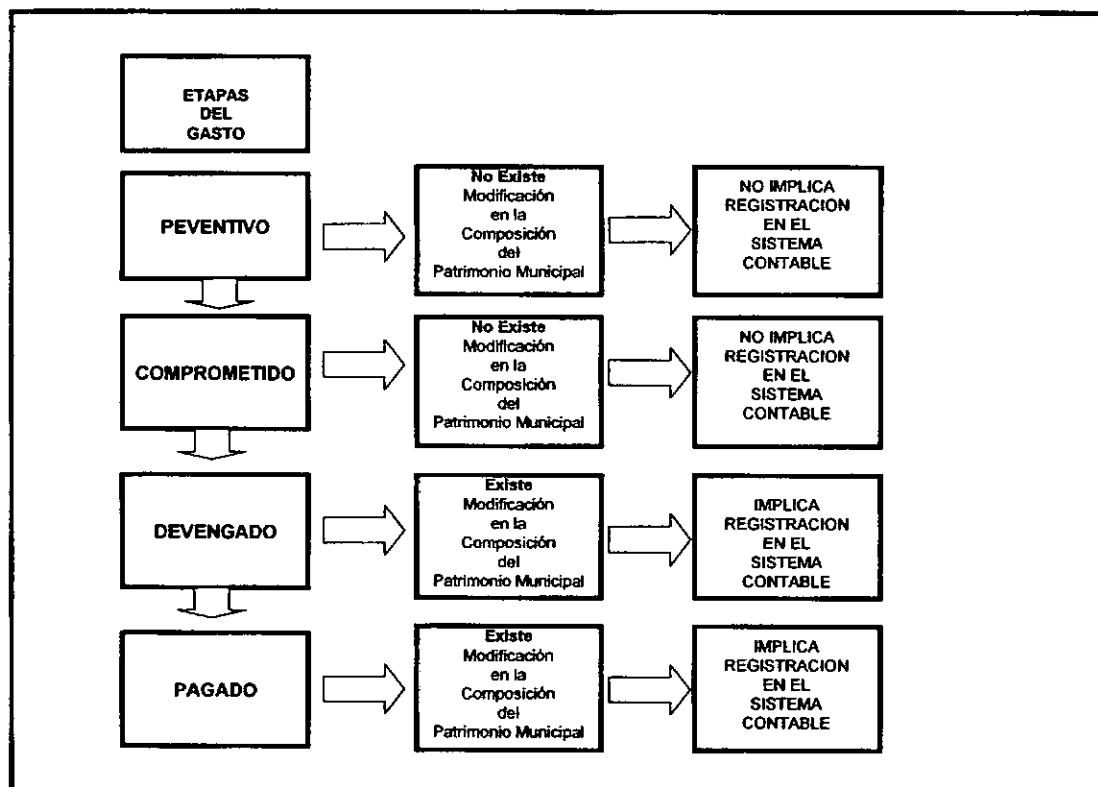 ETAPAS
DEL
GASTO
PEVENTIVO
No Existe
Modificación
en la
Composición
del
Patrimonio Municipal
NO IMPLICA
REGISTRACION
EN EL
SISTEMA
CONTABLE
COMPROMETIDO
No Existe
Modificación
en la
Composición
del
Patrimonio Municipal
NO IMPLICA
REGISTRACION
EN EL
SISTEMA
CONTABLE
DEVENGADO
Existe
Modificación
en la
Composición
del
Patrimonio Municipal
IMPLICA
REGISTRACION
EN EL
SISTEMA
CONTABLE
PAGADO
Existe
Modificación
en la
Composición
del
Patrimonio Municipal
IMPLICA
REGISTRACION
EN EL
SISTEMA
CONTABLE